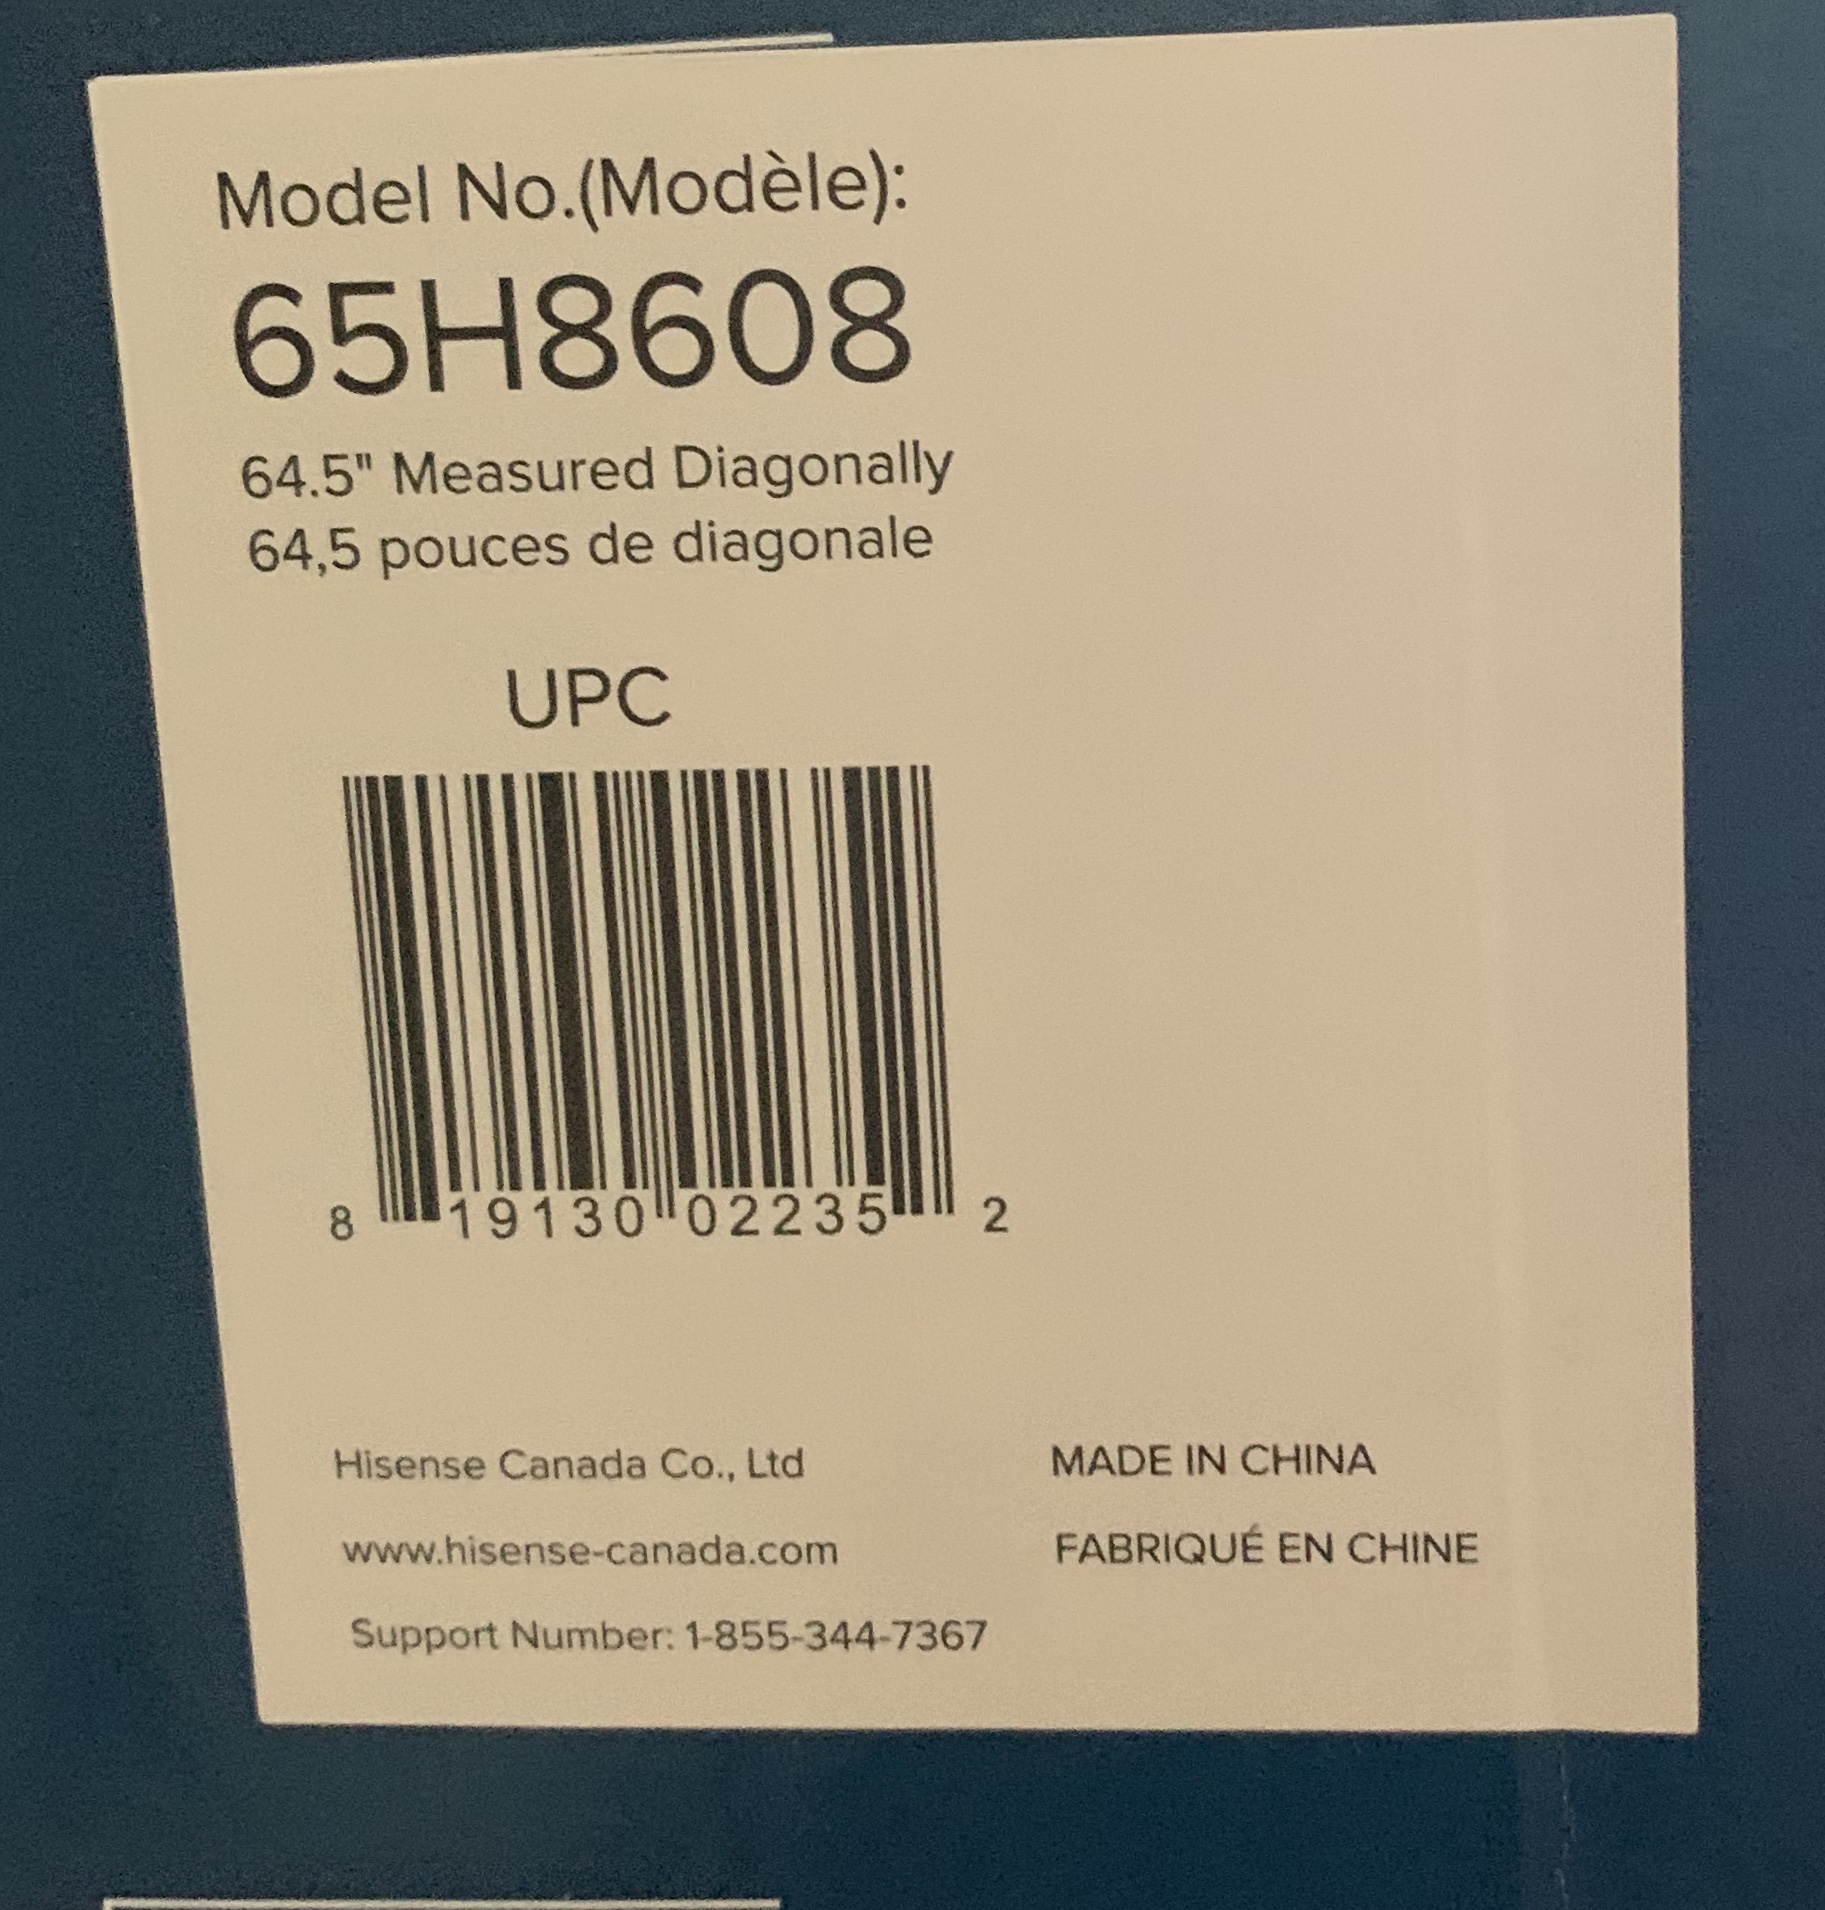 Model No.(Modèle):
65H8608
64.5" Measured Diagonally
64,5 pouces de diagonale
UPC
8 19130 02235 2
Hisense Canada Co., Ltd
MADE IN CHINA
www.hisense-canada.com
FABRIQUÉ EN CHINE
Support Number: 1-855-344-7367